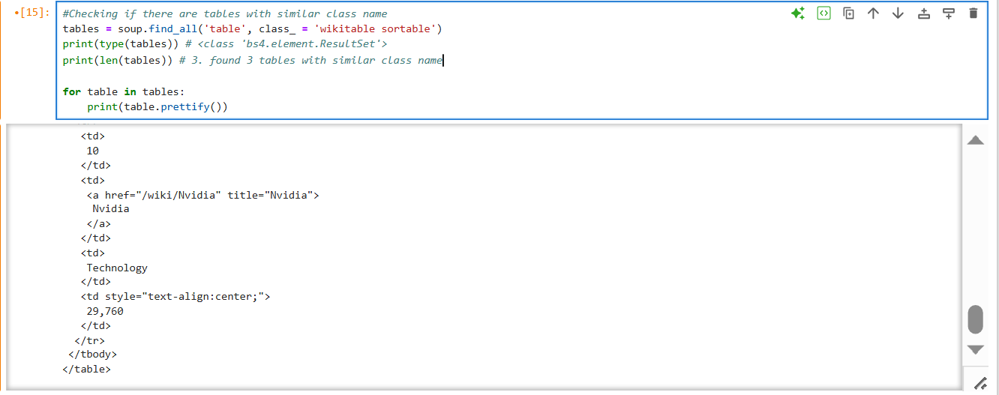 [15]:
#Checking if there are tables with similar class name
tables = soup.find_all('table', class_ = 'wikitable sortable')
print(type(tables)) # <class 'bs4.element.ResultSet'>
print(len(tables)) # 3. found 3 tables with similar class name
for table in tables:
    print(table.prettify())
   <td>
    10
   </td>
   <td>
    <a href="/wiki/Nvidia" title="Nvidia">
     Nvidia
    </a>
   </td>
   <td>
    Technology
   </td>
   <td style="text-align:center;">
    29,760
   </td>
  </tr>
 </tbody>
</table>